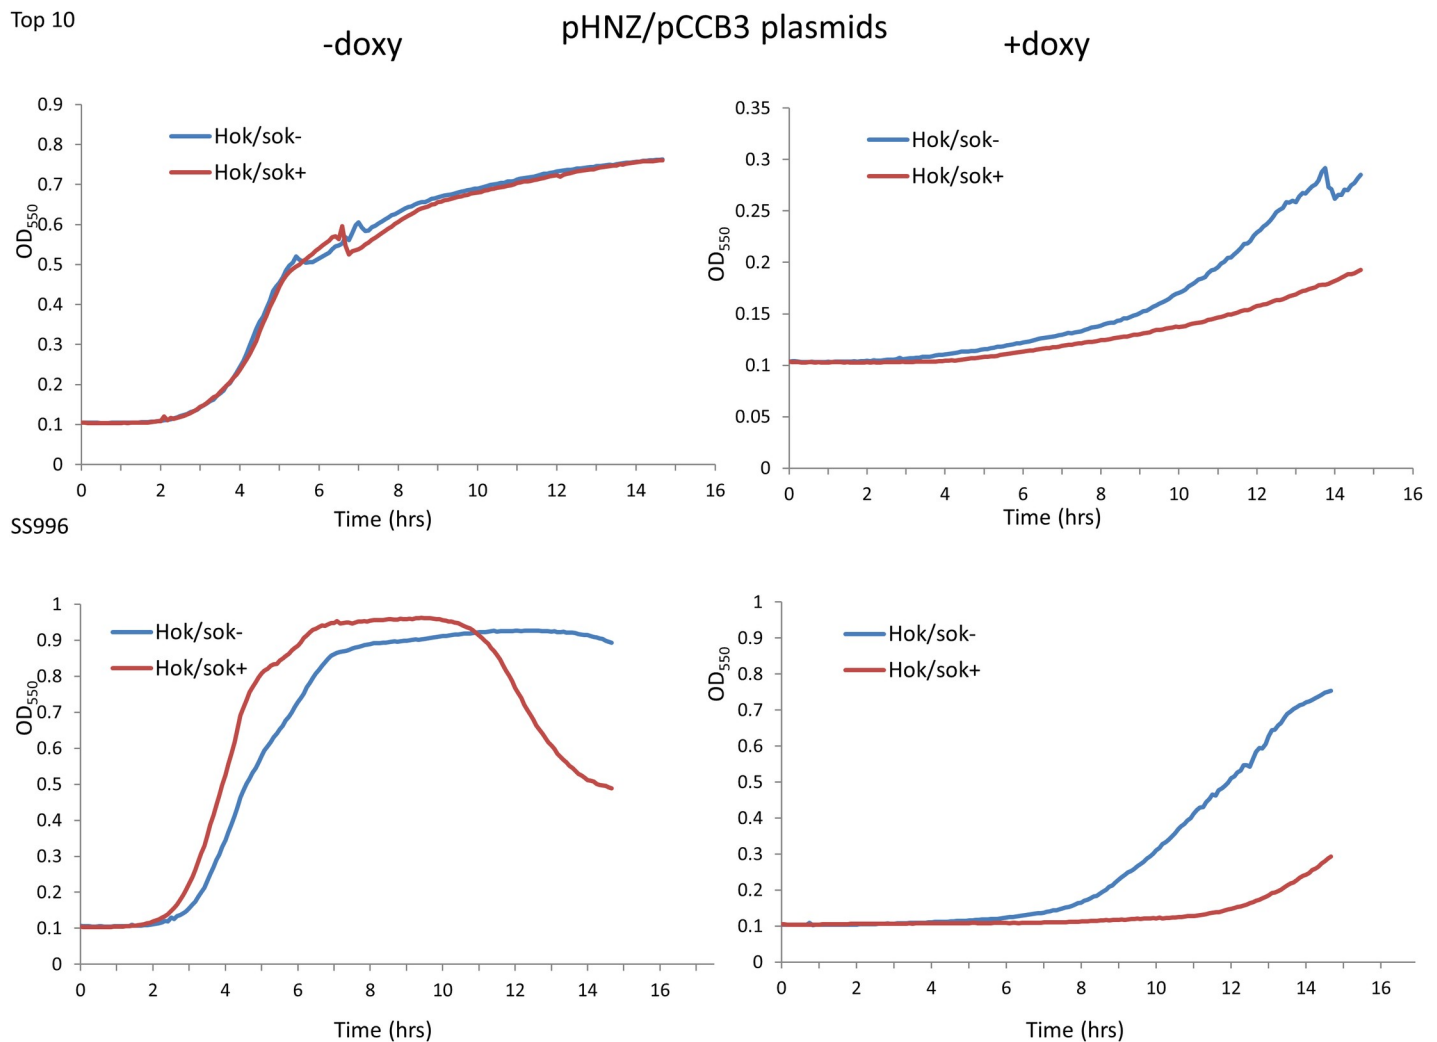 Top 10
pHNZ/pCCB3 plasmids
-doxy
+doxy
0.9
0.8
0.7
0.6
0.5
0.4
0.3
0.2
0.1
0
OD550
Hok/sok-
Hok/sok+
0 2 4 6 8 10 12 14 16
Time (hrs)
0.35
0.3
0.25
0.2
0.15
0.1
0.05
0
OD550
Hok/sok-
Hok/sok+
0 2 4 6 8 10 12 14 16
Time (hrs)
SS996
1
0.9
0.8
0.7
0.6
0.5
0.4
0.3
0.2
0.1
0
OD550
Hok/sok-
Hok/sok+
0 2 4 6 8 10 12 14 16
Time (hrs)
1
0.9
0.8
0.7
0.6
0.5
0.4
0.3
0.2
0.1
0
OD550
Hok/sok-
Hok/sok+
0 2 4 6 8 10 12 14 16
Time (hrs)